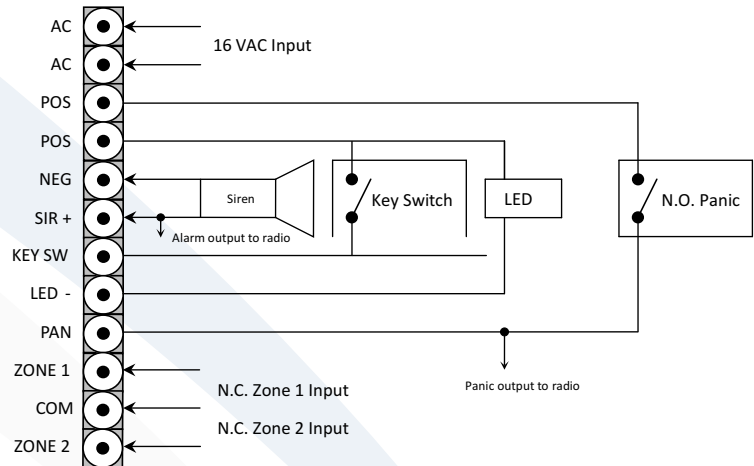 AC
16 VAC Input
AC
POS
POS
NEG
Siren
Key Switch
LED
N.O. Panic
SIR +
Alarm output to radio
KEY SW
LED -
PAN
Panic output to radio
ZONE 1
N.C. Zone 1 Input
COM
N.C. Zone 2 Input
ZONE 2